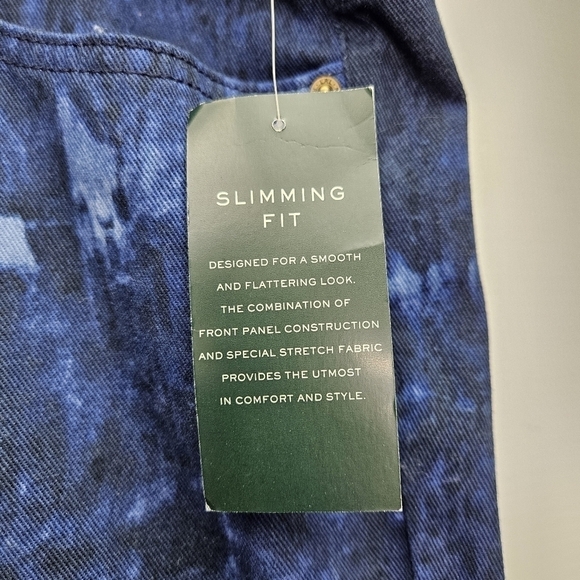 SLIMMING
FIT
DESIGNED FOR A SMOOTH
AND FLATTERING LOOK.
THE COMBINATION OF
FRONT PANEL CONSTRUCTION
AND SPECIAL STRETCH FABRIC
PROVIDES THE UTMOST
IN COMFORT AND STYLE.